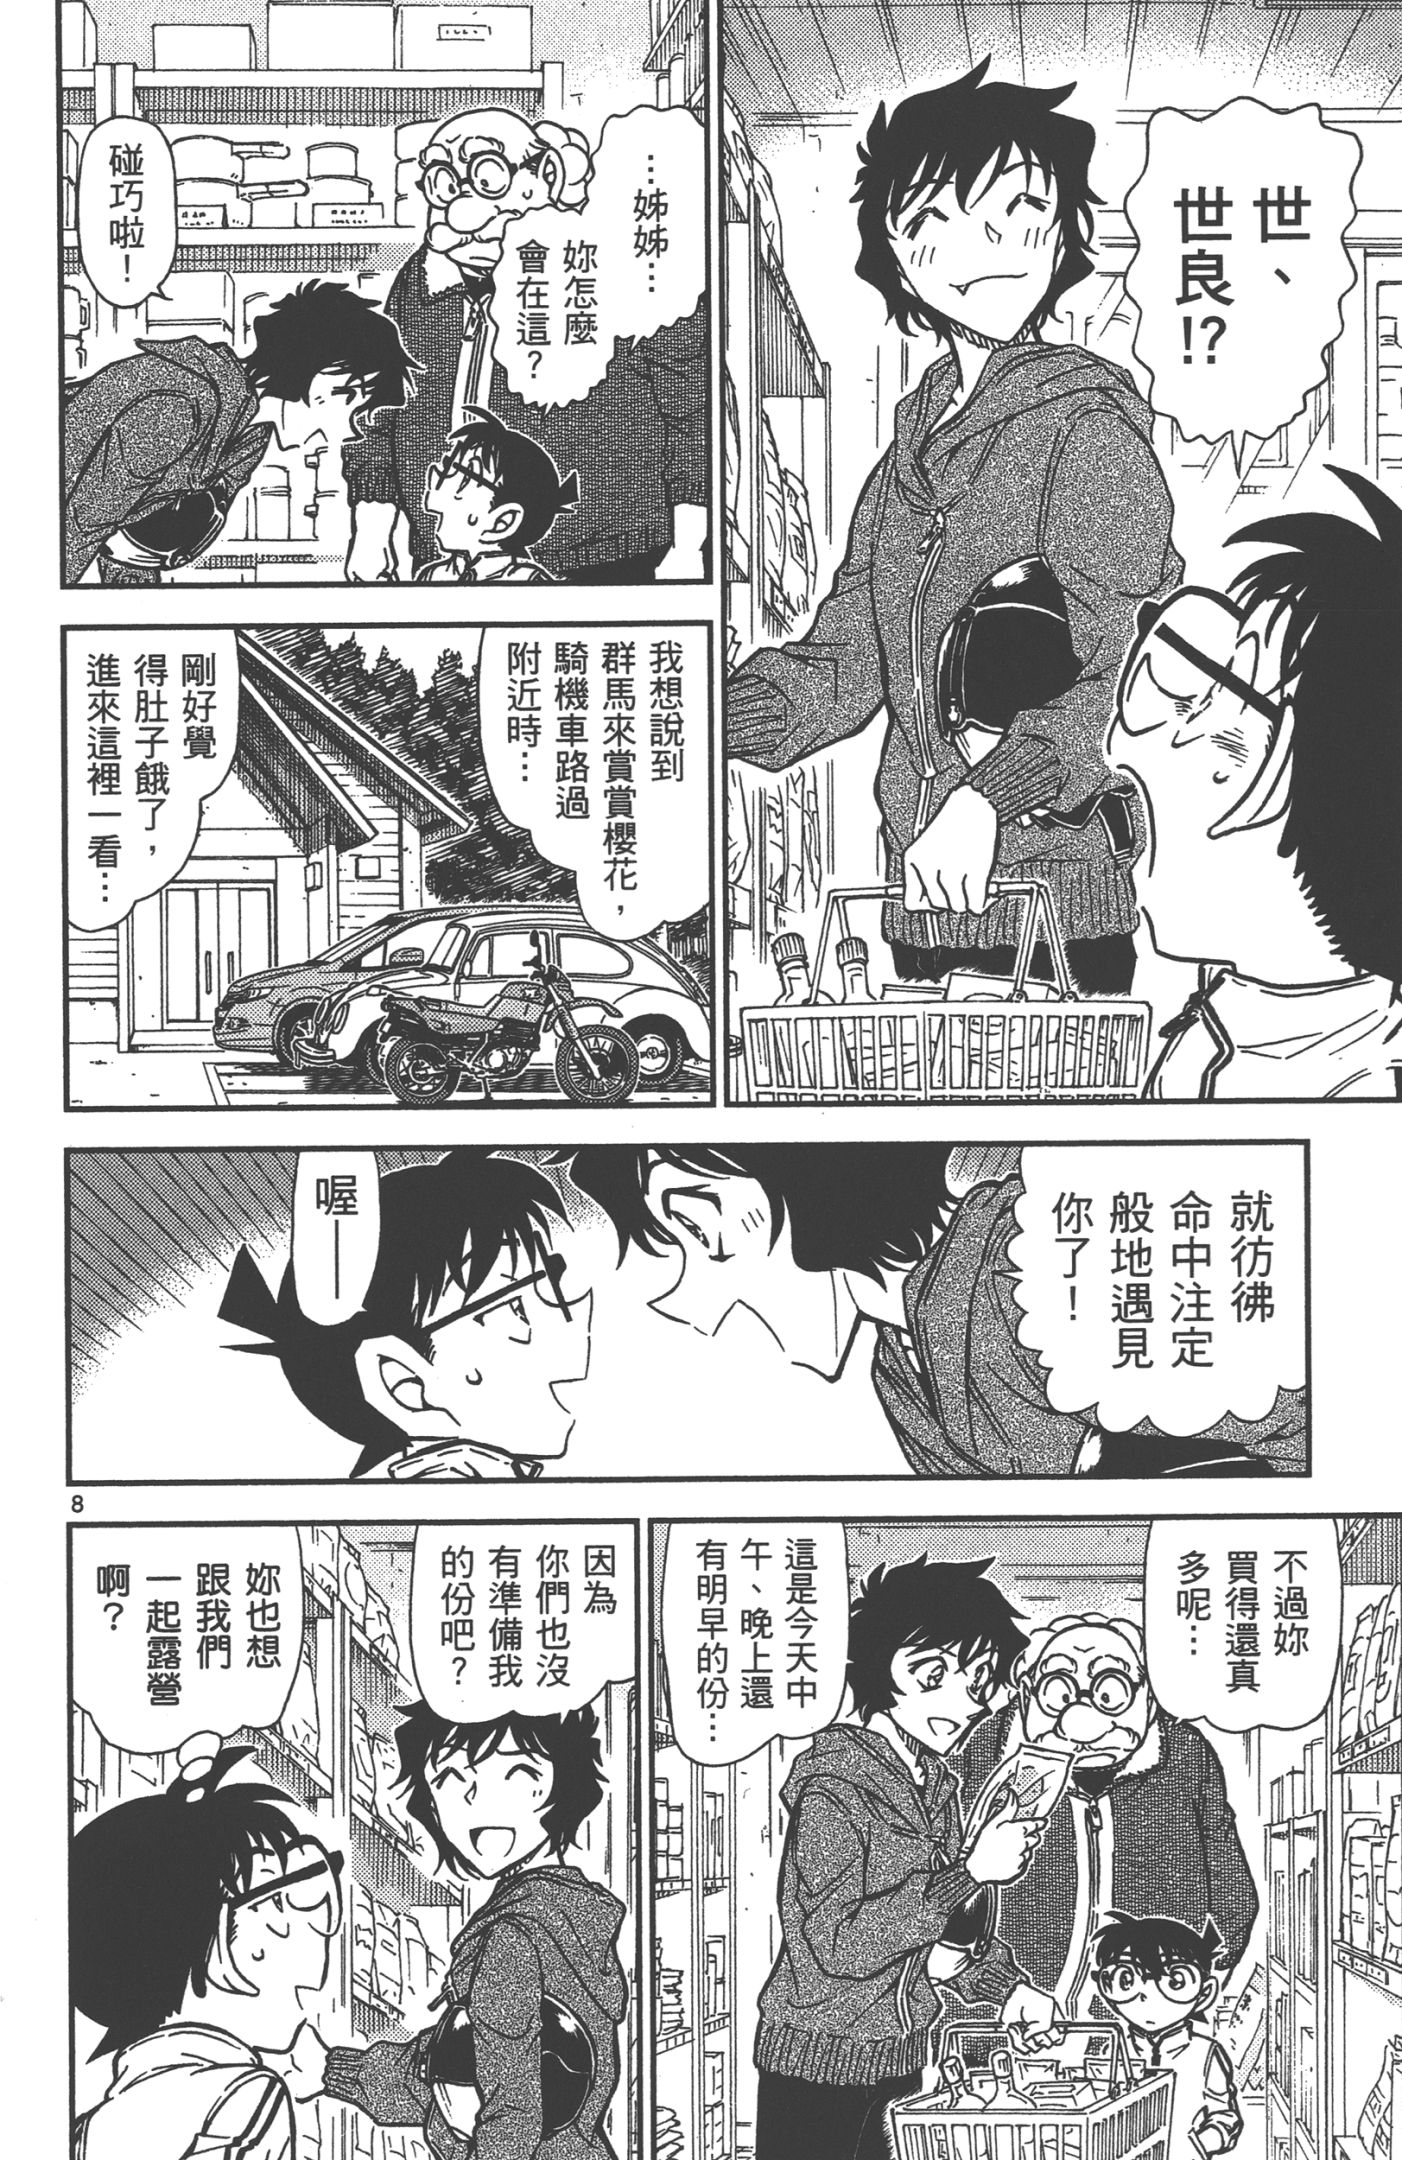 世、
世良!?
…姊姊…
妳怎麼
會在這?
碰巧啦!
我想說到
群馬來賞賞櫻花,
騎機車路過
附近時…
剛好覺
得肚子餓了,
進來這裡一看…
就彷彿
命中注定
般地遇見
你了!
喔—
8
不過妳
買得還真
多呢…
這是今天中
午、晚上還
有明早的份…
因為
你們也沒
有準備我
的份吧?
妳也想
跟我們
一起露營
啊?